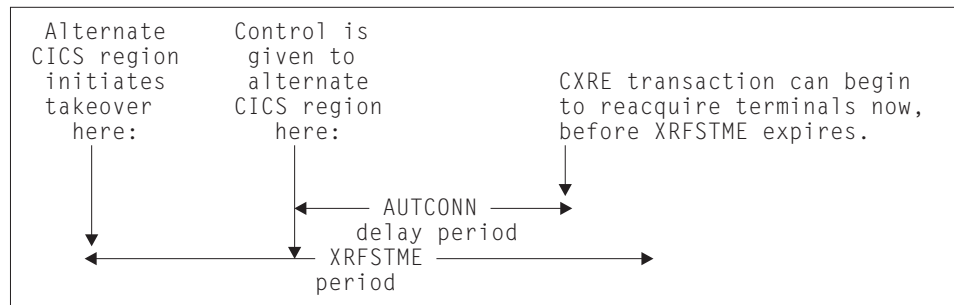 Alternate
CICS region
initiates
takeover
here:
Control is
given to
alternate
CICS region
here:
CXRE transaction can begin
to reacquire terminals now,
before XRFSTME expires.
AUTCONN
delay period
XRFSTME
period